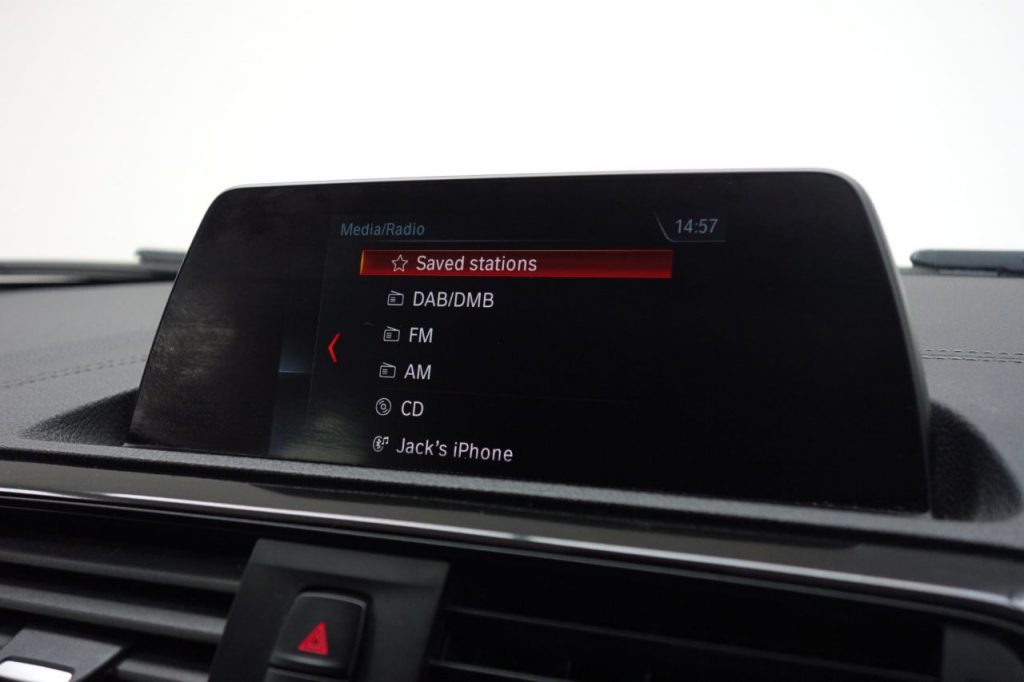 Media/Radio
14:57
Saved stations
DAB/DMB
FM
AM
CD
Jack's iPhone